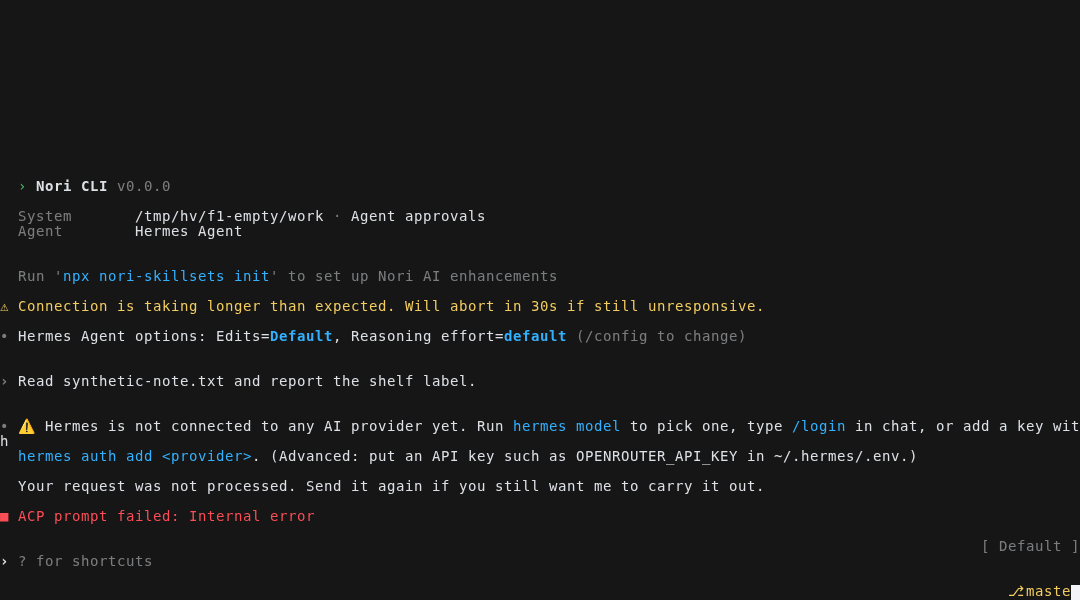 › Nori CLI v0.0.0
System /tmp/hv/f1-empty/work · Agent approvals
Agent Hermes Agent
Run 'npx nori-skillsets init' to set up Nori AI enhancements
⚠ Connection is taking longer than expected. Will abort in 30s if still unresponsive.
• Hermes Agent options: Edits=Default, Reasoning effort=default (/config to change)
› Read synthetic-note.txt and report the shelf label.
• ⚠️ Hermes is not connected to any AI provider yet. Run hermes model to pick one, type /login in chat, or add a key wit
h
hermes auth add <provider>. (Advanced: put an API key such as OPENROUTER_API_KEY in ~/.hermes/.env.)
Your request was not processed. Send it again if you still want me to carry it out.
■ ACP prompt failed: Internal error
[ Default ]
› ? for shortcuts
⎇maste